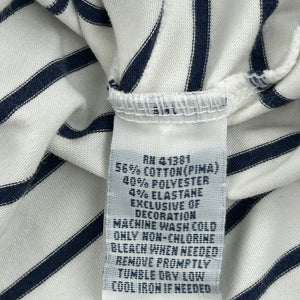 RN 41381
56% COTTON(PIMA)
40% POLYESTER
4% ELASTANE
EXCLUSIVE OF
DECORATION
MACHINE WASH COLD
ONLY NON-CHLORINE
BLEACH WHEN NEEDED
REMOVE PROMPTLY
TUMBLE DRY LOW
COOL IRON IF NEEDED